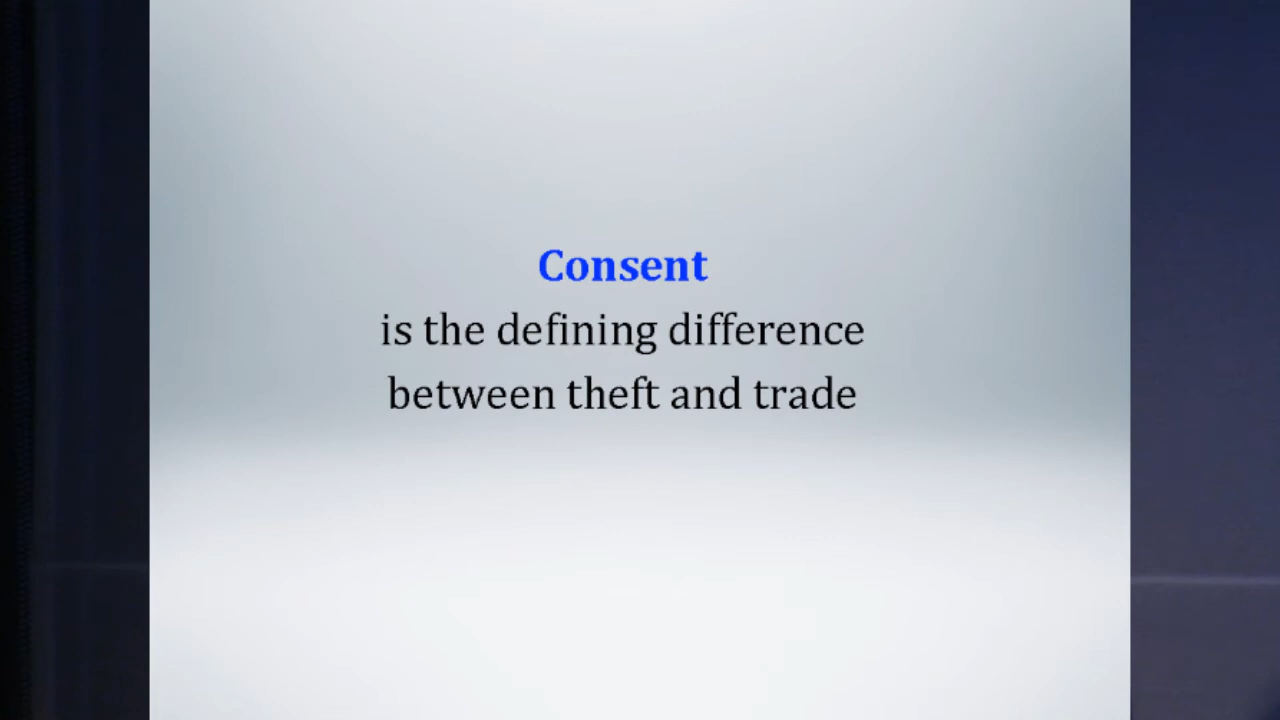 Consent
is the defining difference
between theft and trade